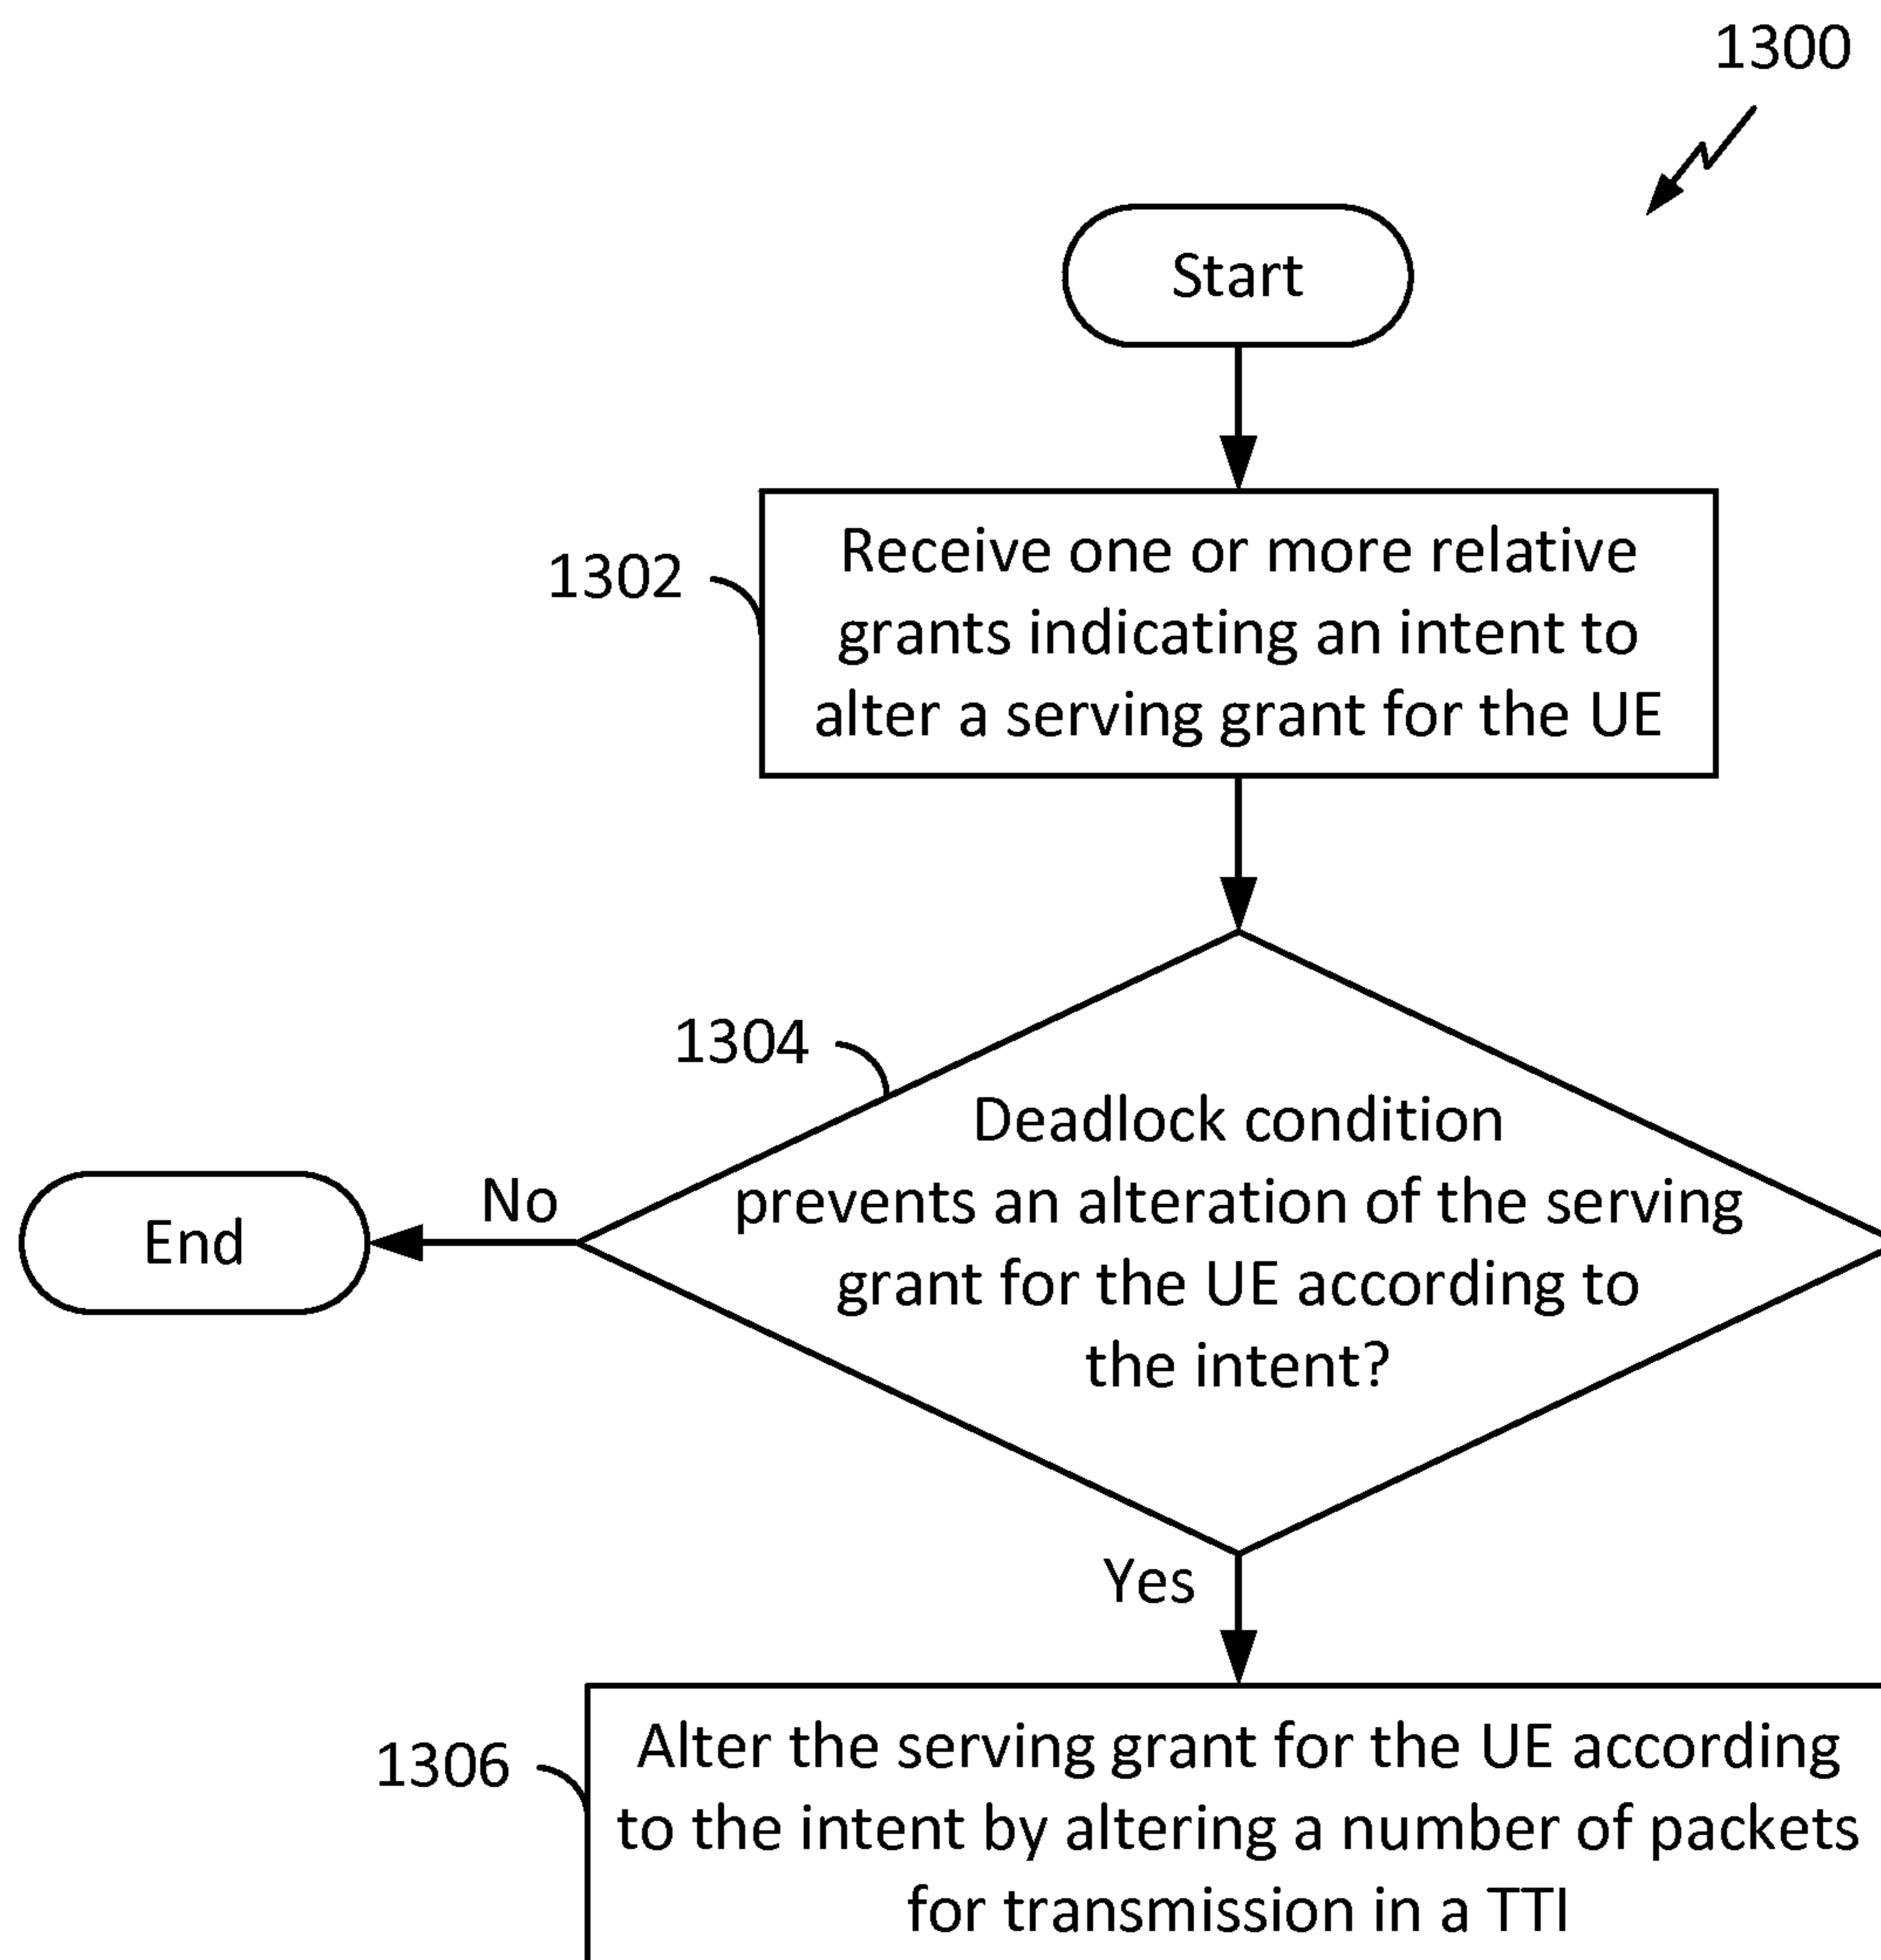 1300
Start
1302
Receive one or more relative
grants indicating an intent to
alter a serving grant for the UE
1304
Deadlock condition
prevents an alteration of the serving
grant for the UE according to
the intent?
No
End
Yes
1306
Alter the serving grant for the UE according
to the intent by altering a number of packets
for transmission in a TTI